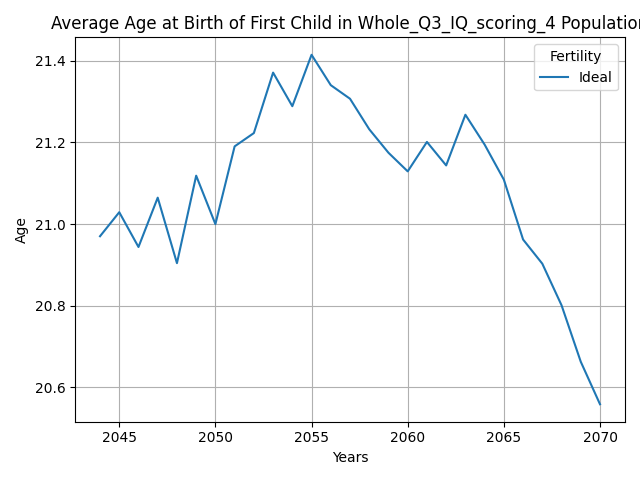 Average Age at Birth of First Child in Whole_Q3_IQ_scoring_4 Population
Fertility
Ideal
21.4
21.2
21.0
20.8
20.6
Age
2045 2050 2055 2060 2065 2070
Years